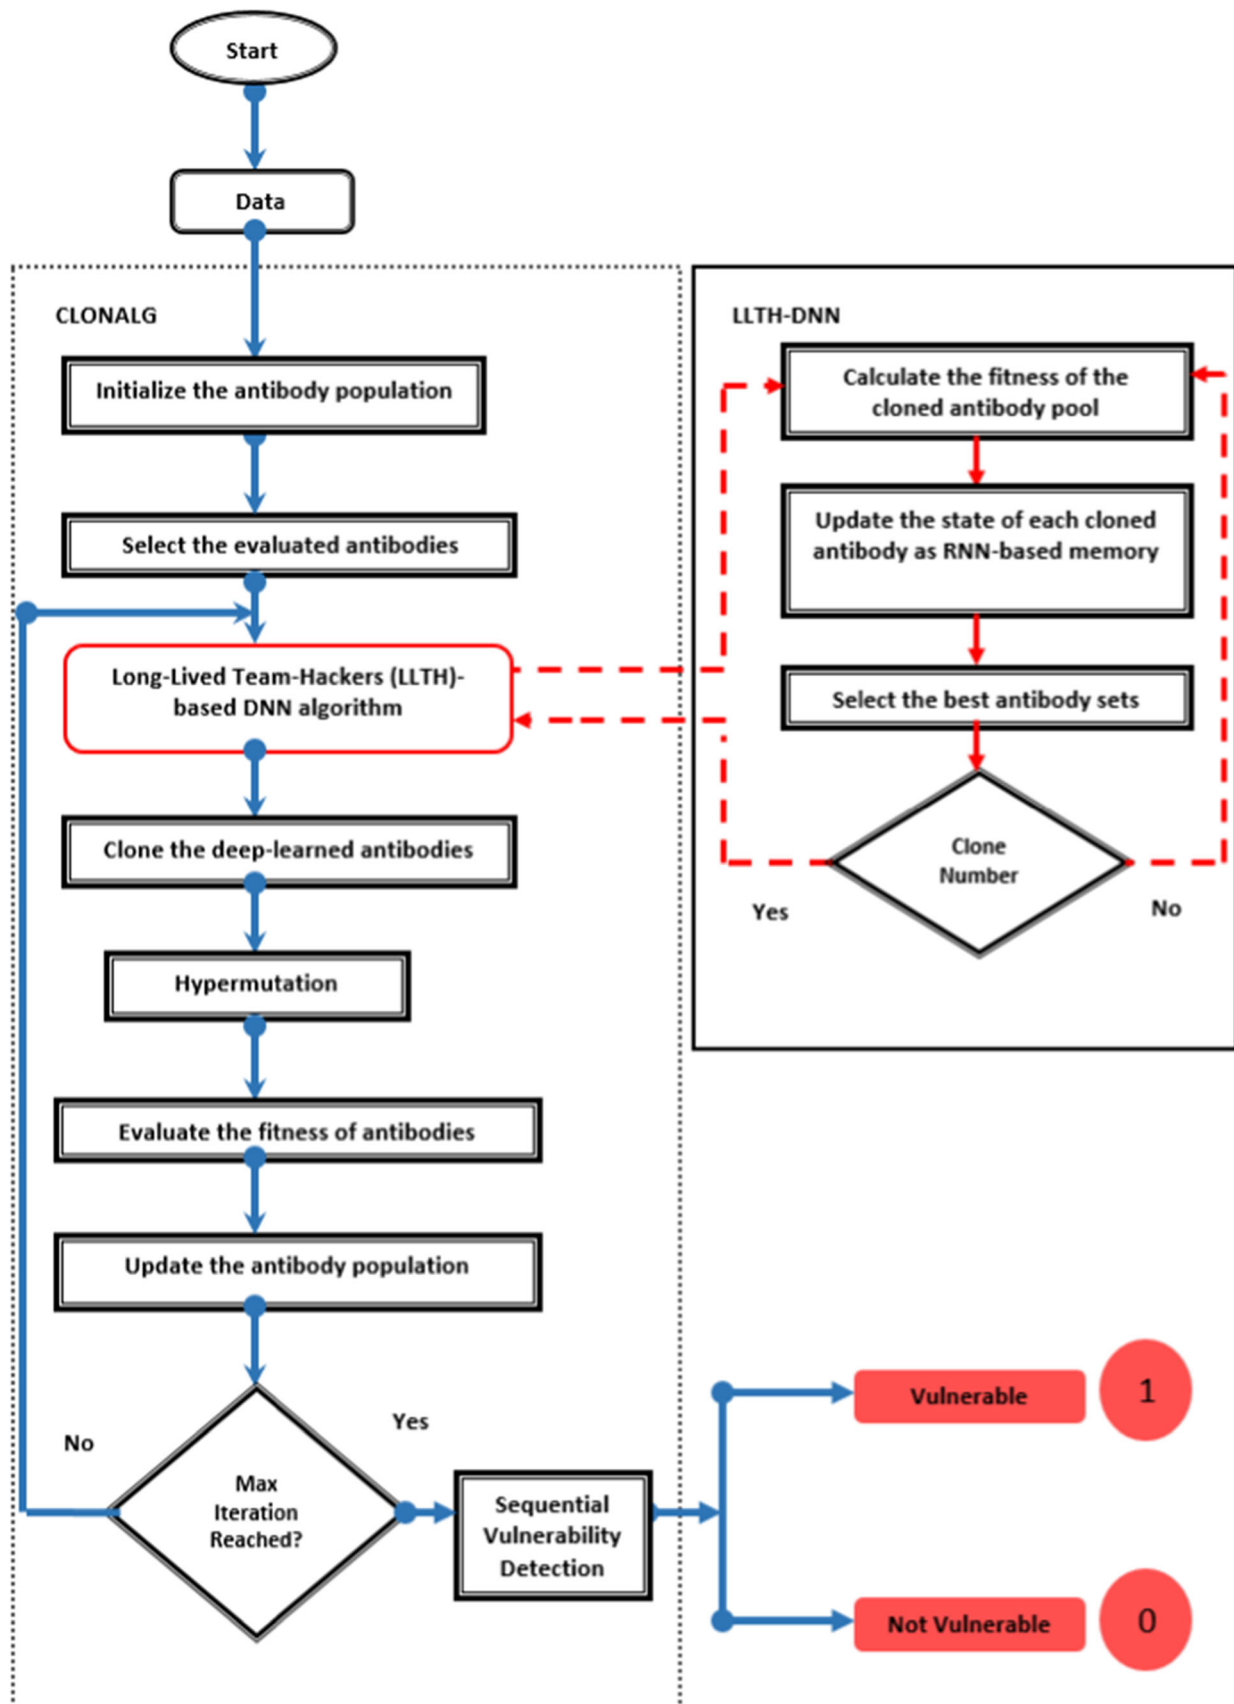 Start
Data
CLONALG
Initialize the antibody population
Select the evaluated antibodies
Long-Lived Team-Hackers (LLTH)-
based DNN algorithm
Clone the deep-learned antibodies
Hypermutation
Evaluate the fitness of antibodies
Update the antibody population
No
Yes
Max
Iteration
Reached?
Sequential
Vulnerability
Detection
LLTH-DNN
Calculate the fitness of the
cloned antibody pool
Update the state of each cloned
antibody as RNN-based memory
Select the best antibody sets
Clone
Number
Yes
No
Vulnerable
1
Not Vulnerable
0